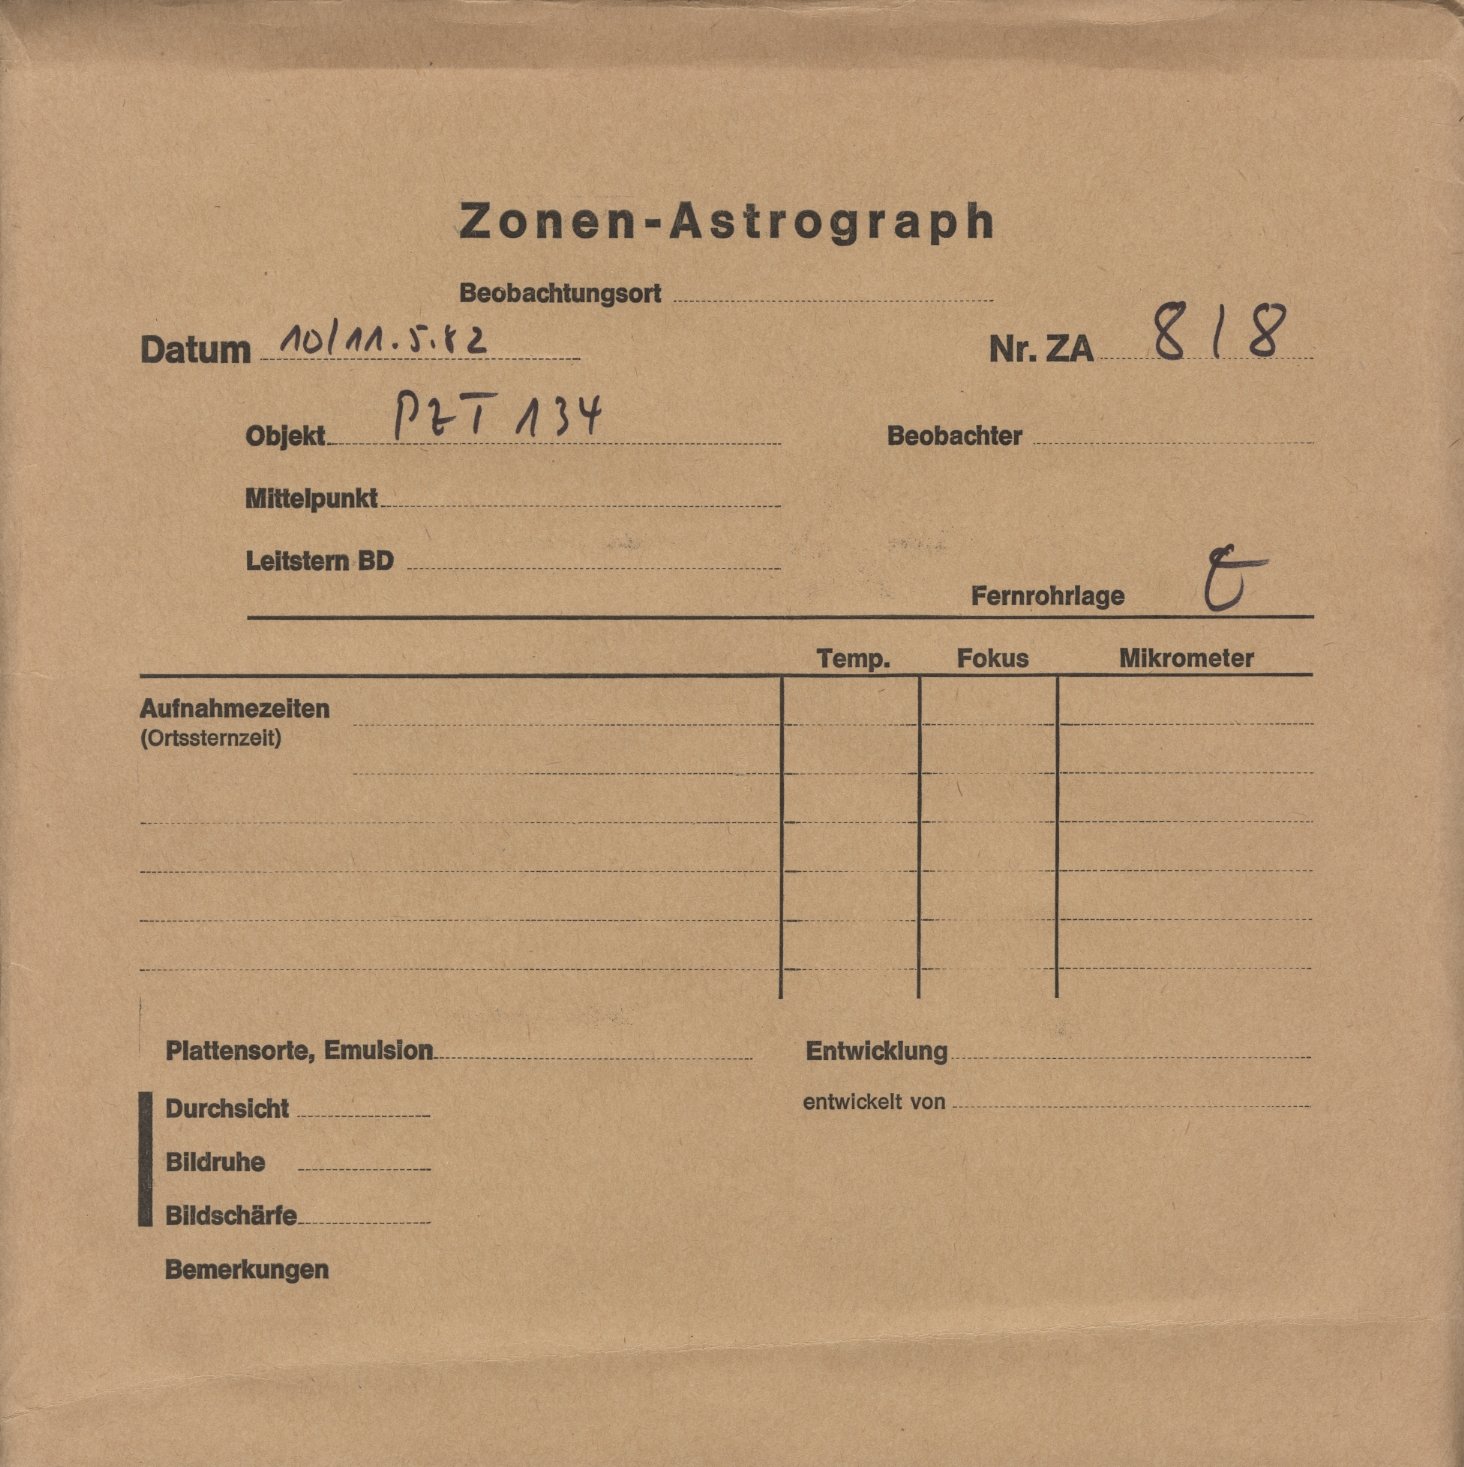 Zonen-Astrograph
Beobachtungsort
Datum 10/11.5.82
Nr. ZA 818
Objekt PZT 134
Beobachter
Mittelpunkt
Leitstern BD
Fernrohrlage E
Temp. Fokus Mikrometer
Aufnahmezeiten
(Ortssternzeit)
Plattensorte, Emulsion
Entwicklung
Durchsicht
entwickelt von
Bildruhe
Bildschärfe
Bemerkungen